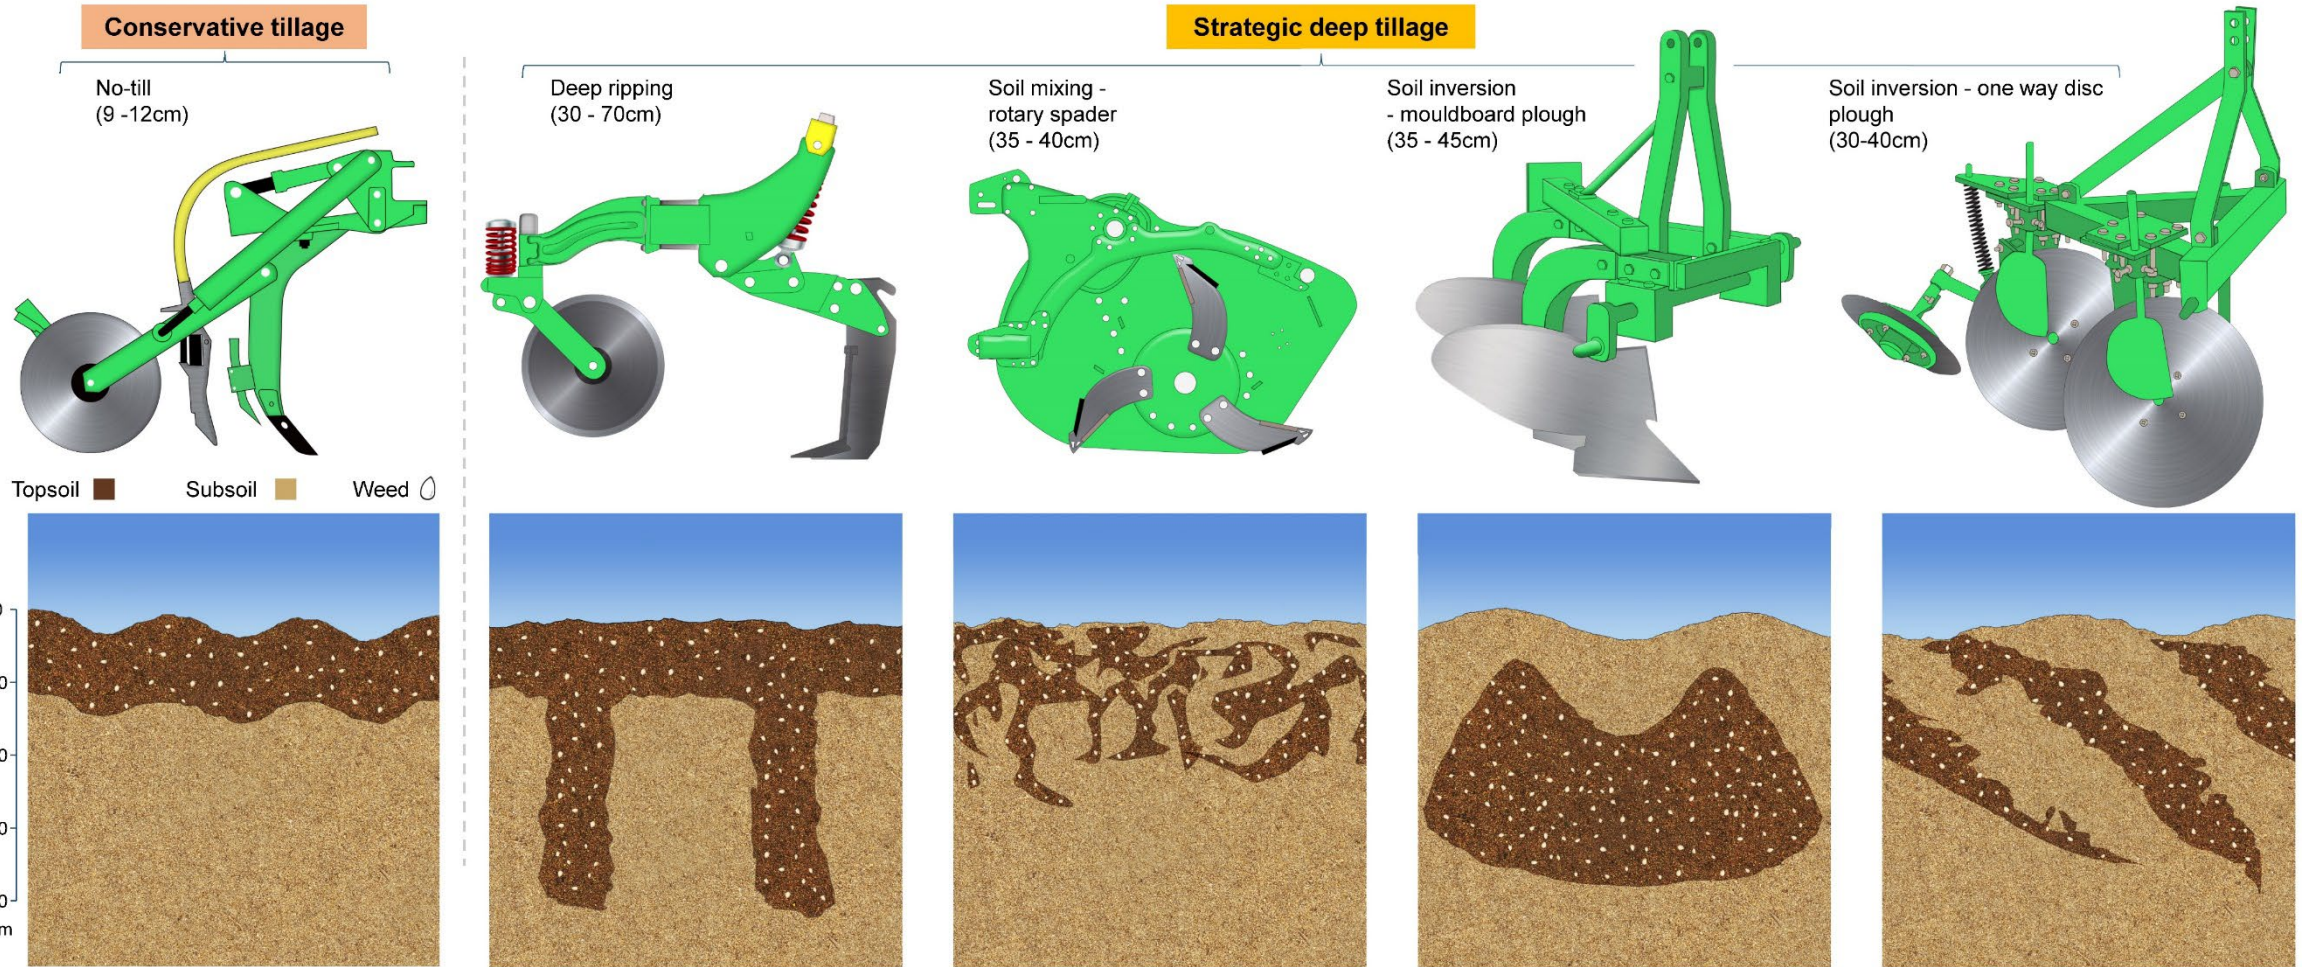 Conservative tillage
Strategic deep tillage
No-till
(9 -12cm)
Deep ripping
(30 - 70cm)
Soil mixing -
rotary spader
(35 - 40cm)
Soil inversion
- mouldboard plough
(35 - 45cm)
Soil inversion - one way disc
plough
(30-40cm)
Topsoil
Subsoil
Weed